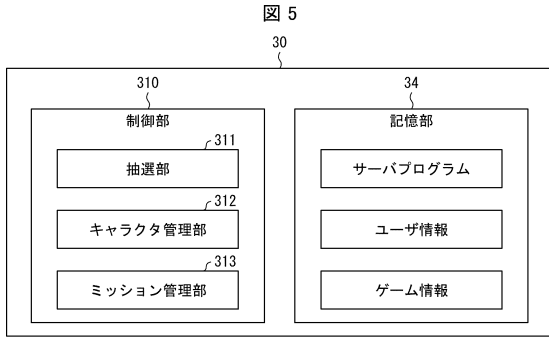 図 5
30
310
制御部
311
抽選部
312
キャラクタ管理部
313
ミッション管理部
34
記憶部
サーバプログラム
ユーザ情報
ゲーム情報